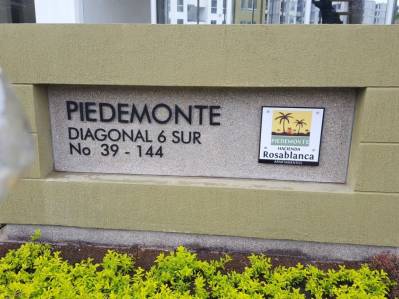 PIEDEMONTE
DIAGONAL 6 SUR
No 39 - 144
PIEDEMONTE
HACIENDA
Rosablanca